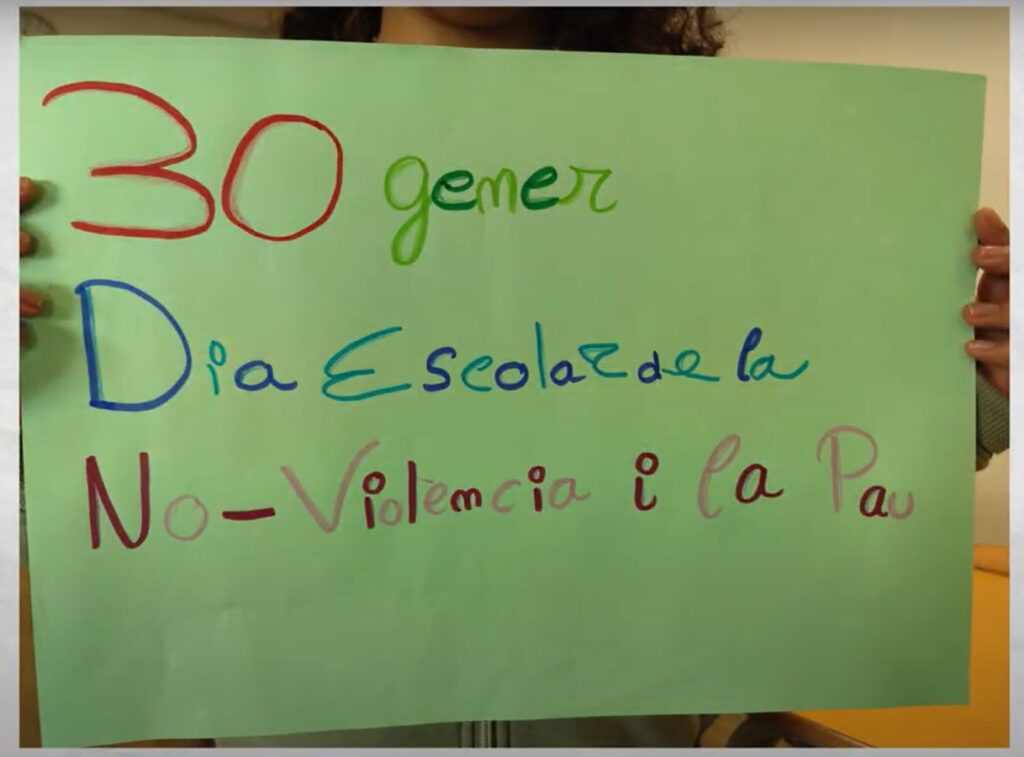 30 gener
Dia Escolar de la
No-Violència i la Pau